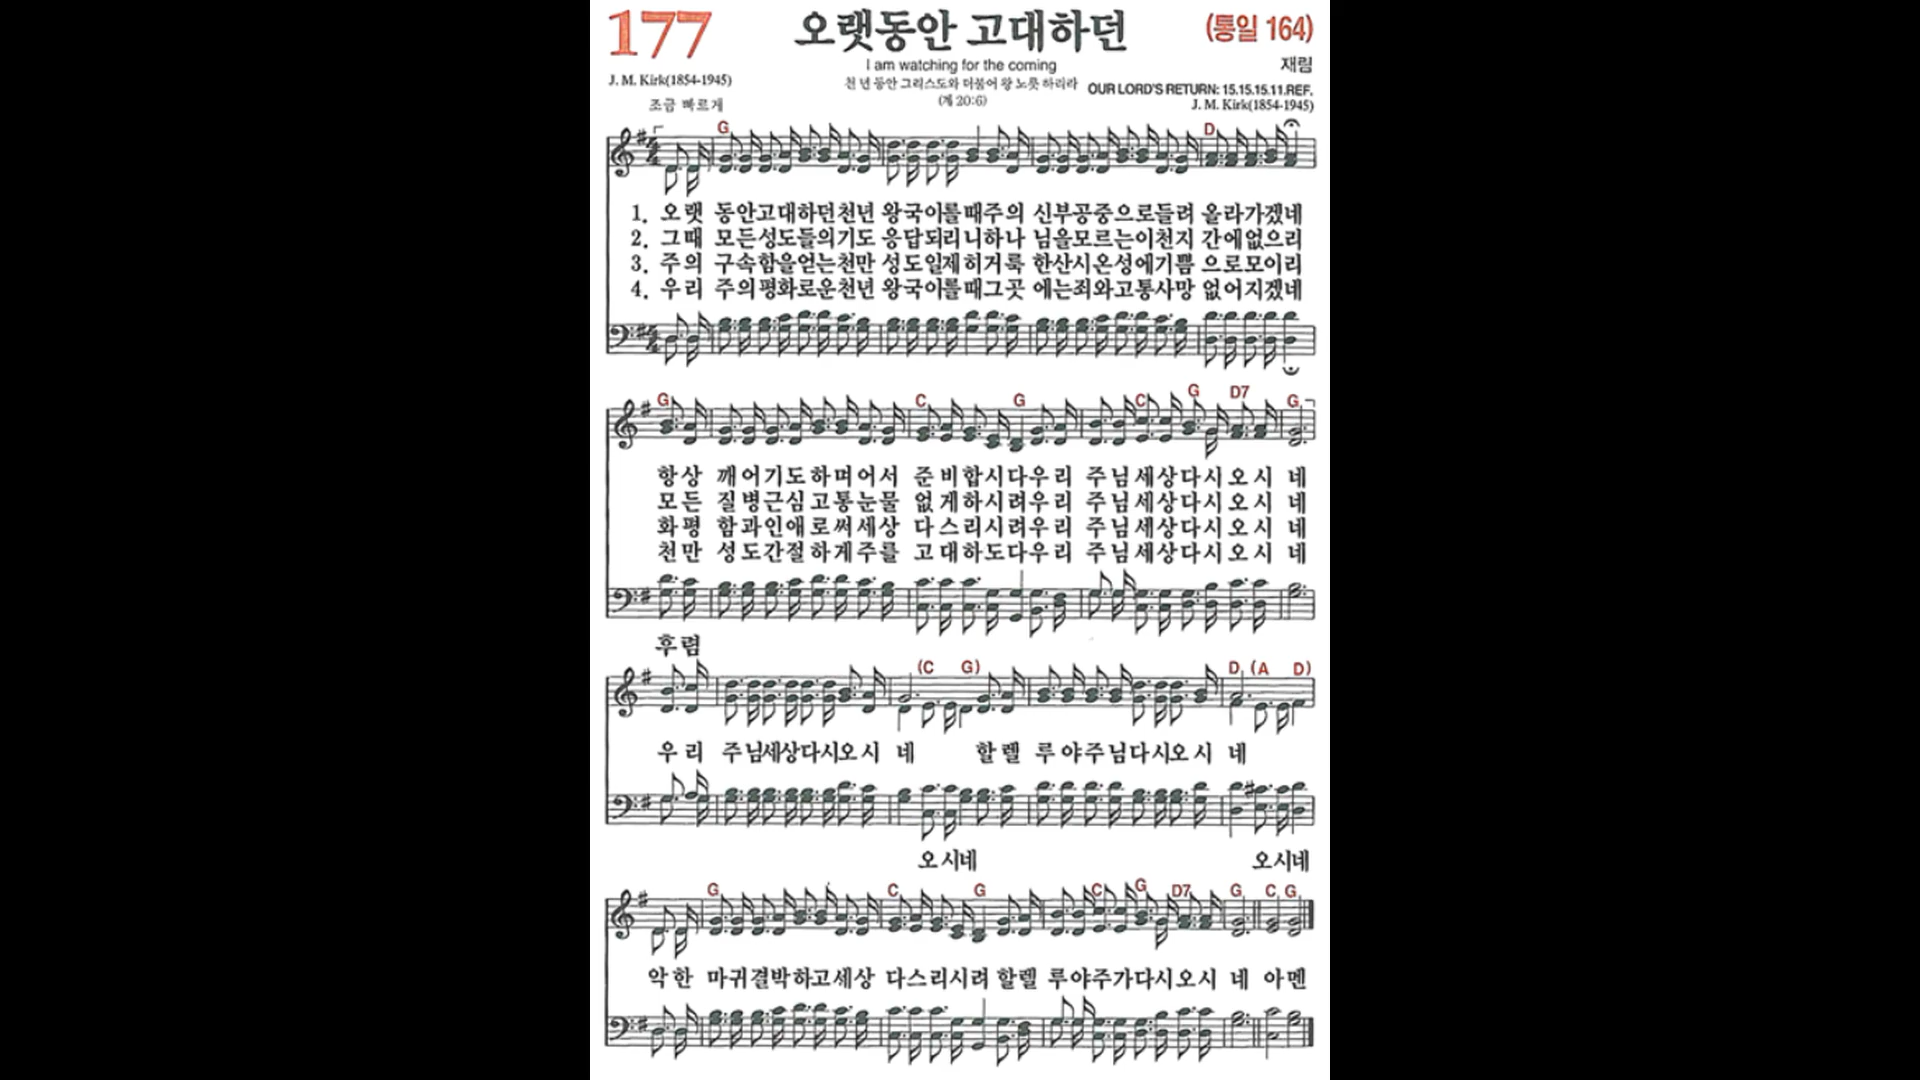 177 오랫동안 고대하던 (통일 164)
I am watching for the coming 재림
J. M. Kirk(1854-1945) 천 년 동안 그리스도와 더불어 왕 노릇 하리라 OUR LORD'S RETURN: 15.15.15.11.REF.
조금 빠르게 (계 20:6) J. M. Kirk(1854-1945)
G D
1. 오랫 동안고대하던천년 왕국이를때주의 신부공중으로들려 올라가겠네
2. 그때 모든성도들의기도 응답되리니하나 님을모르는이천지 간에없으리
3. 주의 구속함을얻는천만 성도일제히거룩 한산시온성에기쁨 으로모이리
4. 우리 주의평화로운천년 왕국이를때그곳 에는죄와고통사망 없어지겠네
G C G C G D7 G
항상 깨어기도하며어서 준비합시다우리 주님세상다시오시 네
모든 질병근심고통눈물 없게하시려우리 주님세상다시오시 네
화평 함과인애로써세상 다스리시려우리 주님세상다시오시 네
천만 성도간절하게주를 고대하도다우리 주님세상다시오시 네
후렴
(C G) D (A D)
우리 주님세상다시오시 네 할렐 루야주님다시오시 네
오시네 오시네
G C G C G D7 G C G
악한 마귀결박하고세상 다스리시려 할렐 루야주가다시오시 네 아멘